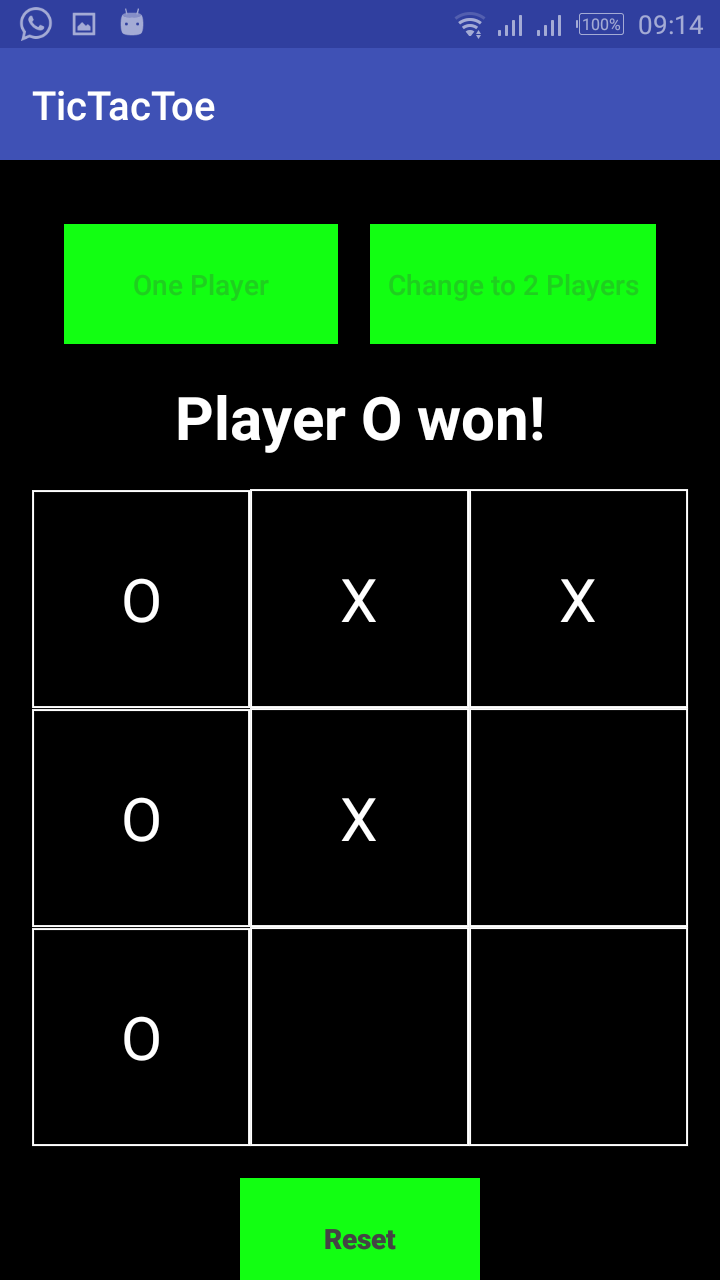 100% 09:14
TicTacToe
One Player Change to 2 Players
Player O won!
O X X
O X
O
Reset